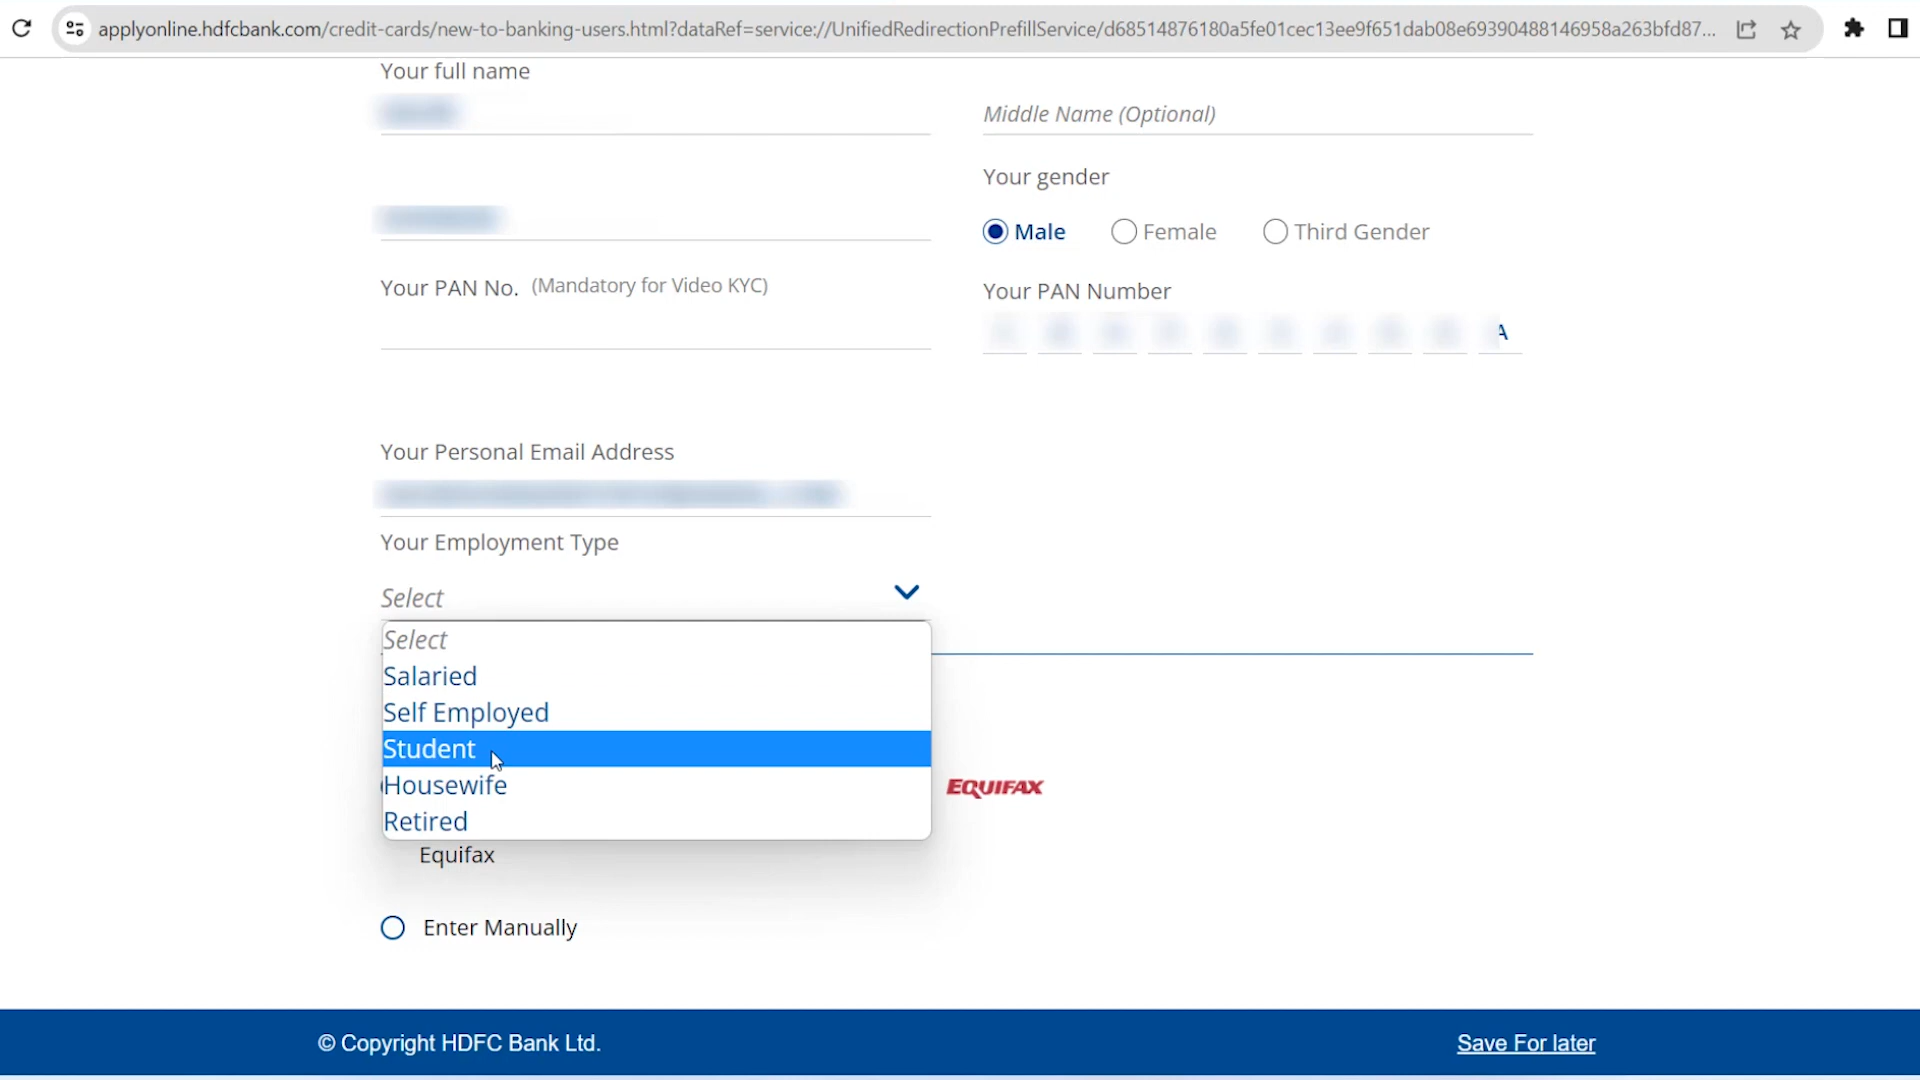 applyonline.hdfcbank.com/credit-cards/new-to-banking-users.html?dataRef=service://UnifiedRedirectionPrefillService/d68514876180a5fe01cec13ee9f651dab08e69390488146958a263bfd87...
Your full name
Middle Name (Optional)
Your gender
Male Female Third Gender
Your PAN No. (Mandatory for Video KYC)
Your PAN Number
A
Your Personal Email Address
Your Employment Type
Select
Select
Salaried
Self Employed
Student
Housewife
EQUIFAX
Retired
Equifax
Enter Manually
© Copyright HDFC Bank Ltd.
Save For later